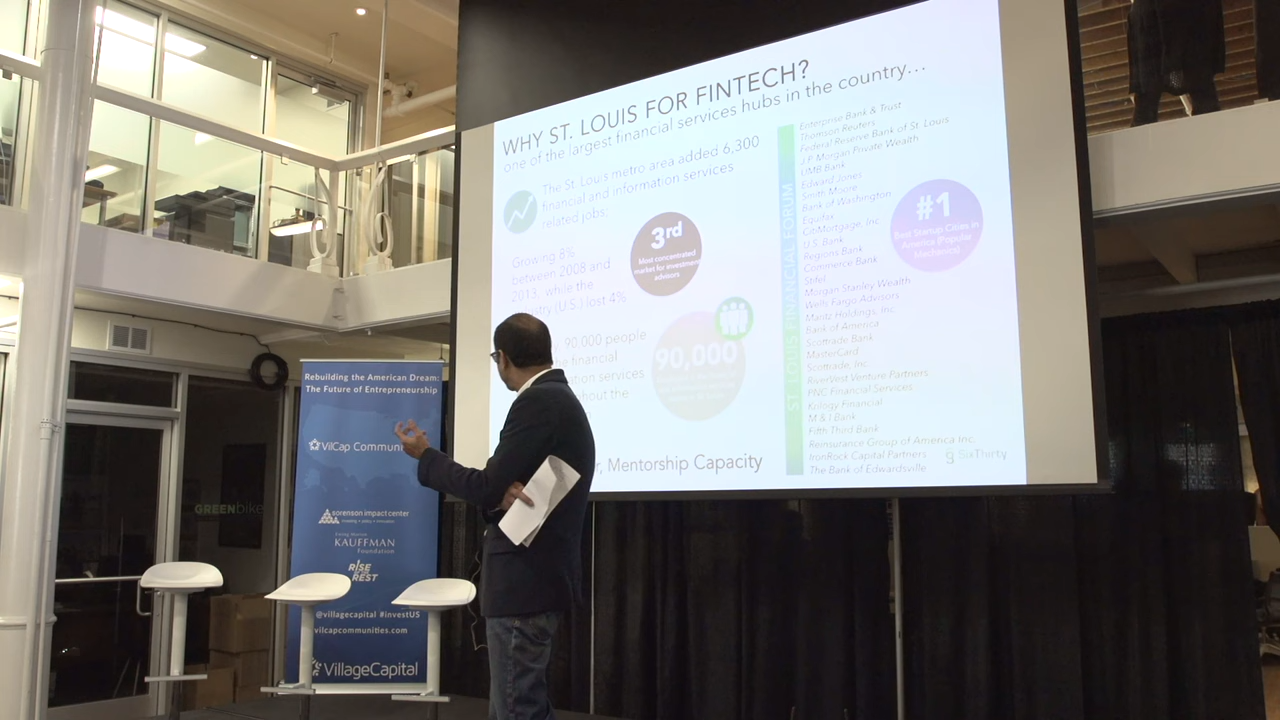 WHY ST. LOUIS FOR FINTECH?
one of the largest financial services hubs in the country…
The St. Louis metro area added 6,300
financial and information services
related jobs;
Growing 8%
between 2008 and
2013, while the
(U.S.) lost 4%
90,000 people
financial
services
the
3rd
Most concentrated
market for investment
advisors
90,000
Mentorship Capacity
ST. LOUIS FINANCIAL FORUM
Enterprise Bank & Trust
Thomson Reuters
Federal Reserve Bank of St. Louis
J.P. Morgan Private Wealth
UMB Bank
Edward Jones
Smith Moore
Bank of Washington
Equifax
CitiMortgage, Inc
U.S. Bank
Regions Bank
Commerce Bank
Stifel
Morgan Stanley Wealth
Wells Fargo Advisors
Maritz Holdings, Inc.
Bank of America
Scottrade Bank
MasterCard
Scottrade, Inc.
RiverVest Venture Partners
PNC Financial Services
Kology Financial
M & I Bank
Fifth Third Bank
Reinsurance Group of America Inc.
IronRock Capital Partners
The Bank of Edwardsville
#1
Best Startup Cities in
America (Popular
Mechanics)
SixThirty
Rebuilding the American Dream:
The Future of Entrepreneurship
VilCap Communi
sorenson impact center
KAUFFMAN
Foundation
RISE
REST
@villagecapital #investUS
vilcapcommunities.com
VillageCapital
GREENbike